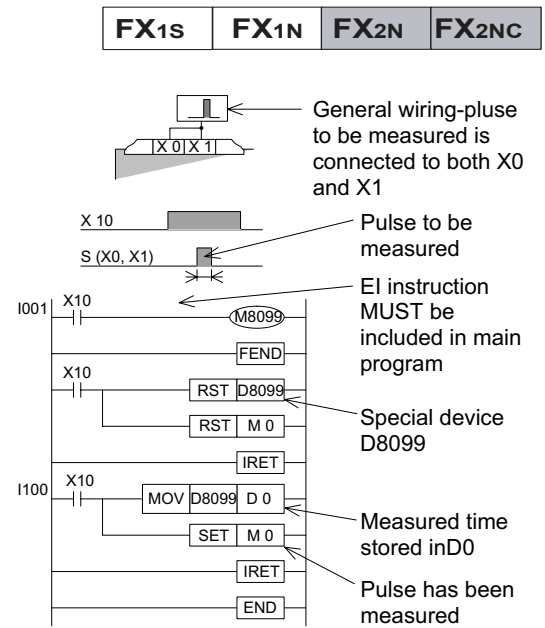 FX1S FX1N FX2N FX2NC
General wiring-pluse
to be measured is
connected to both X0
and X1
X 0 X 1
X 10
Pulse to be
measured
S (X0, X1)
EI instruction
MUST be
included in main
program
I001 X10
M8099
FEND
X10
RST D8099
Special device
D8099
RST M 0
IRET
I100 X10
MOV D8099 D 0
Measured time
stored inD0
SET M 0
IRET
Pulse has been
measured
END